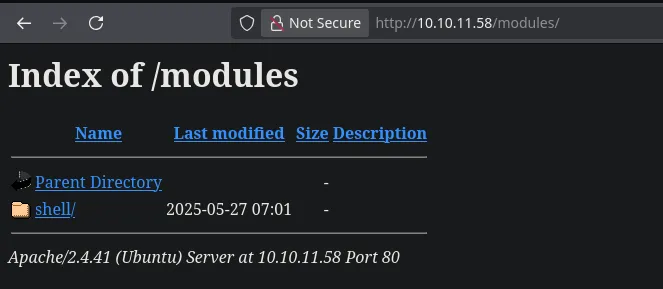 Not Secure http://10.10.11.58/modules/
Index of /modules
Name Last modified Size Description
Parent Directory -
shell/ 2025-05-27 07:01 -
Apache/2.4.41 (Ubuntu) Server at 10.10.11.58 Port 80